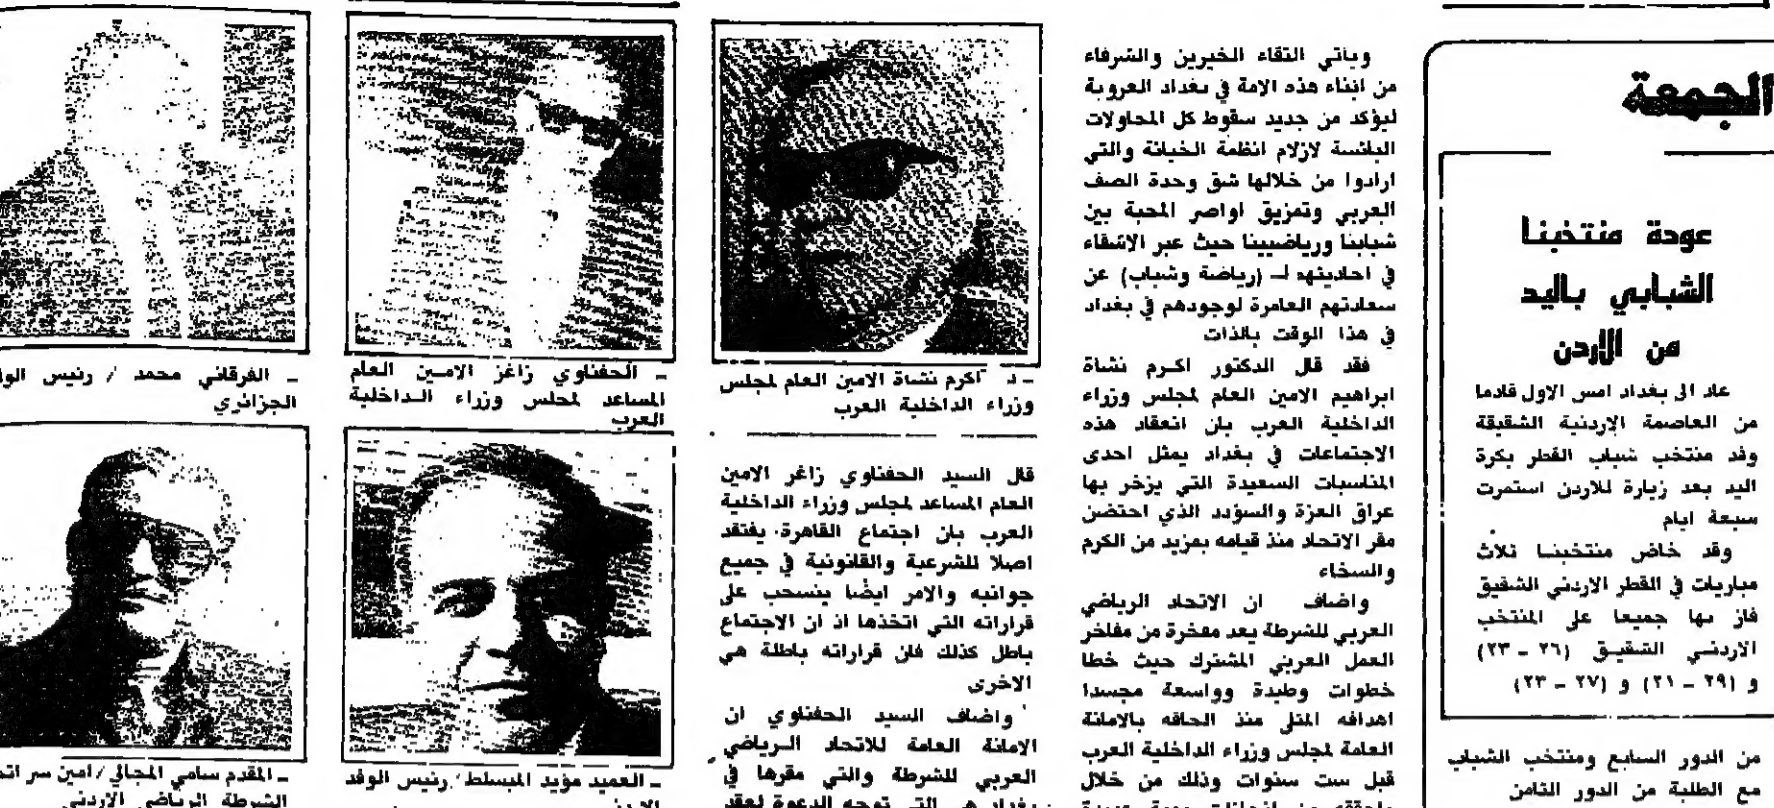 الجمعة
عودة منتخبنا
الشبابي باليد
من الأردن
عاد الى بغداد امس الاول قادما
من العاصمة الاردنية الشقيقة
وفد منتخب شباب القطر بكرة
اليد بعد زيارة للاردن استمرت
سبعة ايام
وقد خاض منتخبنا ثلاث
مباريات في القطر الاردني الشقيق
فاز بها جميعا على المنتخب
الاردني الشقيق (٢٦ ـ ٢٣)
و (٢٩ ـ ٢١) و (٢٧ ـ ٢٣)
من الدور السابع ومنتخب الشباب
مع الطلبة من الدور الثامن
وياتي التقاء الخيرين والشرفاء
من ابناء هذه الامة في بغداد العروبة
ليؤكد من جديد سقوط كل المحاولات
البائسة لازلام انظمة الخيانة والتي
ارادوا من خلالها شق وحدة الصف
العربي وتمزيق اواصر المحبة بين
شبابنا ورياضيينا حيث عبر الاشقاء
في احاديثهم لـ (رياضة وشباب) عن
سعادتهم العامرة لوجودهم في بغداد
في هذا الوقت بالذات
فقد قال الدكتور اكرم نشاة
ابراهيم الامين العام لمجلس وزراء
الداخلية العرب بان انعقاد هذه
الاجتماعات في بغداد يمثل احدى
المناسبات السعيدة التي يزخر بها
عراق العزة والسؤدد الذي احتضن
مقر الاتحاد منذ قيامه بمزيد من الكرم
والسخاء
واضاف ان الاتحاد الرياضي
العربي للشرطة يعد مفخرة من مفاخر
العمل العربي المشترك حيث خطا
خطوات وطيدة وواسعة مجسدا
اهدافه المثلى منذ الحاقه بالامانة
العامة لمجلس وزراء الداخلية العرب
قبل ست سنوات وذلك من خلال
ـ د اكرم نشاة الامين العام لمجلس
وزراء الداخلية العرب
قال السيد الحفناوي زاغر الامين
العام المساعد لمجلس وزراء الداخلية
العرب بان اجتماع القاهرة يفتقد
اصلا للشرعية والقانونية في جميع
جوانبه والامر ايضا ينسحب على
قراراته التي اتخذها اذ ان الاجتماع
باطل كذلك فان قراراته باطلة هي
الاخرى
واضاف السيد الحفناوي ان
الامانة العامة للاتحاد الرياضي
العربي للشرطة والتي مقرها في
بغداد هي التي توجه الدعوة لعقد
ـ الحفناوي زاغر الامين العام
المساعد لمجلس وزراء الداخلية
العرب
ـ العميد مؤيد المبسلط / رئيس الوفد
ـ الفرقاني محمد / رئيس
الجزائري
ـ المقدم سامي المجالي / امين سر
الشرطة الرياضي الاردني